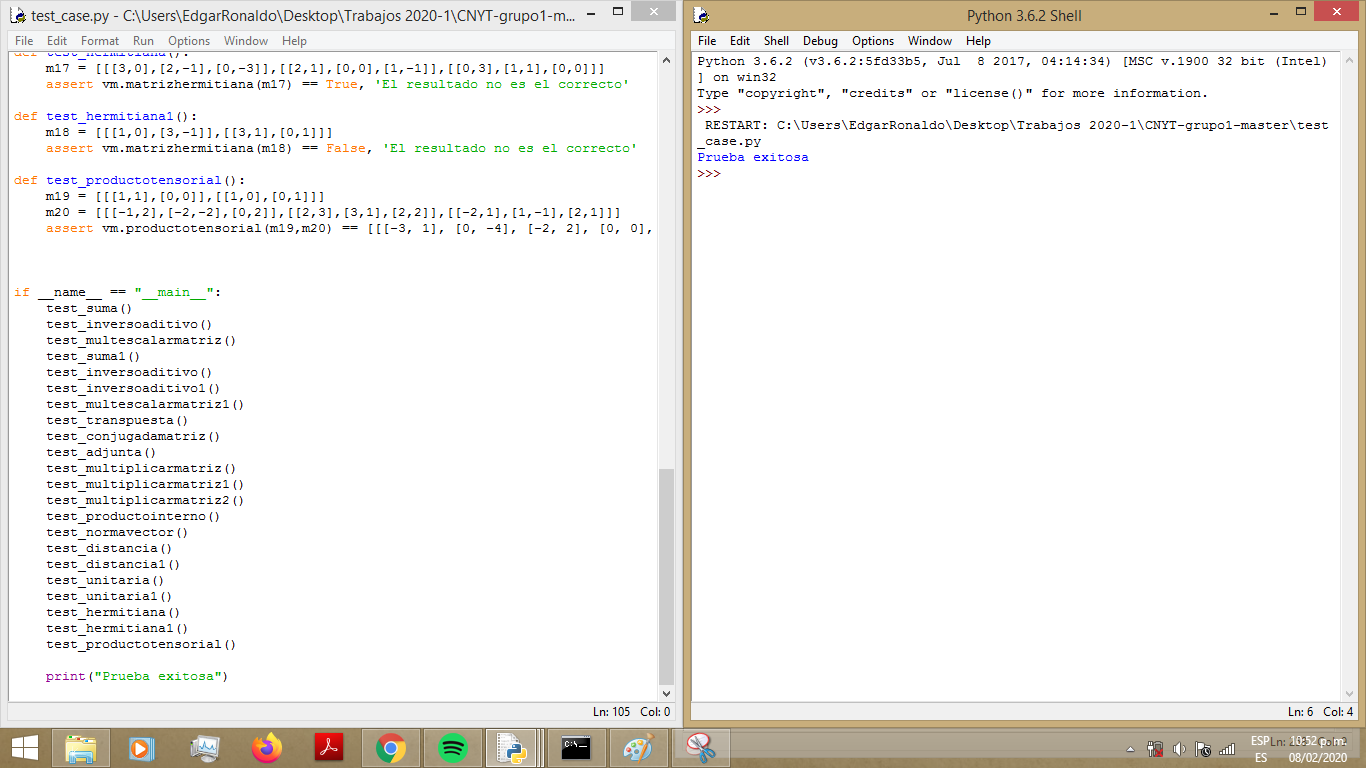 test_case.py - C:\Users\EdgarRonaldo\Desktop\Trabajos 2020-1\CNYT-grupo1-m...
File Edit Format Run Options Window Help
def test_hermitiana():
    m17 = [[[3,0],[2,-1],[0,-3]],[[2,1],[0,0],[1,-1]],[[0,3],[1,1],[0,0]]]
    assert vm.matrizhermitiana(m17) == True, 'El resultado no es el correcto'
def test_hermitiana1():
    m18 = [[[1,0],[3,-1]],[[3,1],[0,1]]]
    assert vm.matrizhermitiana(m18) == False, 'El resultado no es el correcto'
def test_productotensorial():
    m19 = [[[1,1],[0,0]],[[1,0],[0,1]]]
    m20 = [[[-1,2],[-2,-2],[0,2]],[[2,3],[3,1],[2,2]],[[-2,1],[1,-1],[2,1]]]
    assert vm.productotensorial(m19,m20) == [[[-3, 1], [0, -4], [-2, 2], [0, 0],
if __name__ == "__main__":
    test_suma()
    test_inversoaditivo()
    test_multescalarmatriz()
    test_suma1()
    test_inversoaditivo()
    test_inversoaditivo1()
    test_multescalarmatriz1()
    test_transpuesta()
    test_conjugadamatriz()
    test_adjunta()
    test_multiplicarmatriz()
    test_multiplicarmatriz1()
    test_multiplicarmatriz2()
    test_productointerno()
    test_normavector()
    test_distancia()
    test_distancia1()
    test_unitaria()
    test_unitaria1()
    test_hermitiana()
    test_hermitiana1()
    test_productotensorial()
    print("Prueba exitosa")
Ln: 105 Col: 0
Python 3.6.2 Shell
File Edit Shell Debug Options Window Help
Python 3.6.2 (v3.6.2:5fd33b5, Jul  8 2017, 04:14:34) [MSC v.1900 32 bit (Intel)
] on win32
Type "copyright", "credits" or "license()" for more information.
>>>
 RESTART: C:\Users\EdgarRonaldo\Desktop\Trabajos 2020-1\CNYT-grupo1-master\test
_case.py
Prueba exitosa
>>>
Ln: 6 Col: 4
C:\_
ESP 10:52 p. m.
ES 08/02/2020